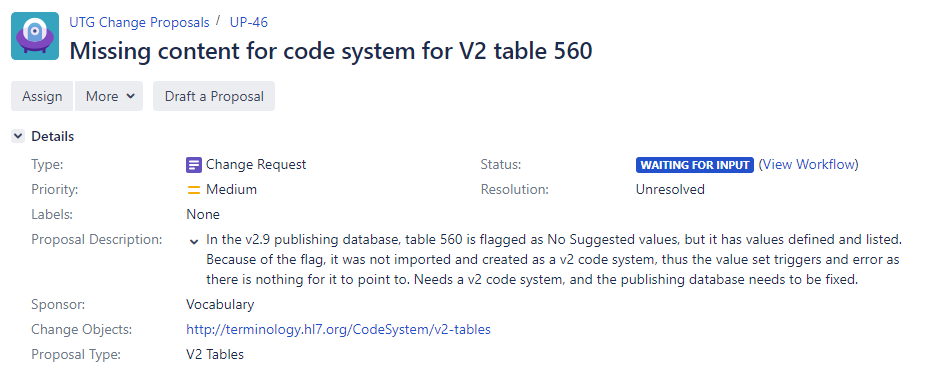 UTG Change Proposals / UP-46
Missing content for code system for V2 table 560
Assign More Draft a Proposal
Details
Type: Change Request Status: WAITING FOR INPUT (View Workflow)
Priority: Medium Resolution: Unresolved
Labels: None
Proposal Description: In the v2.9 publishing database, table 560 is flagged as No Suggested values, but it has values defined and listed.
Because of the flag, it was not imported and created as a v2 code system, thus the value set triggers and error as
there is nothing for it to point to. Needs a v2 code system, and the publishing database needs to be fixed.
Sponsor: Vocabulary
Change Objects: http://terminology.hl7.org/CodeSystem/v2-tables
Proposal Type: V2 Tables